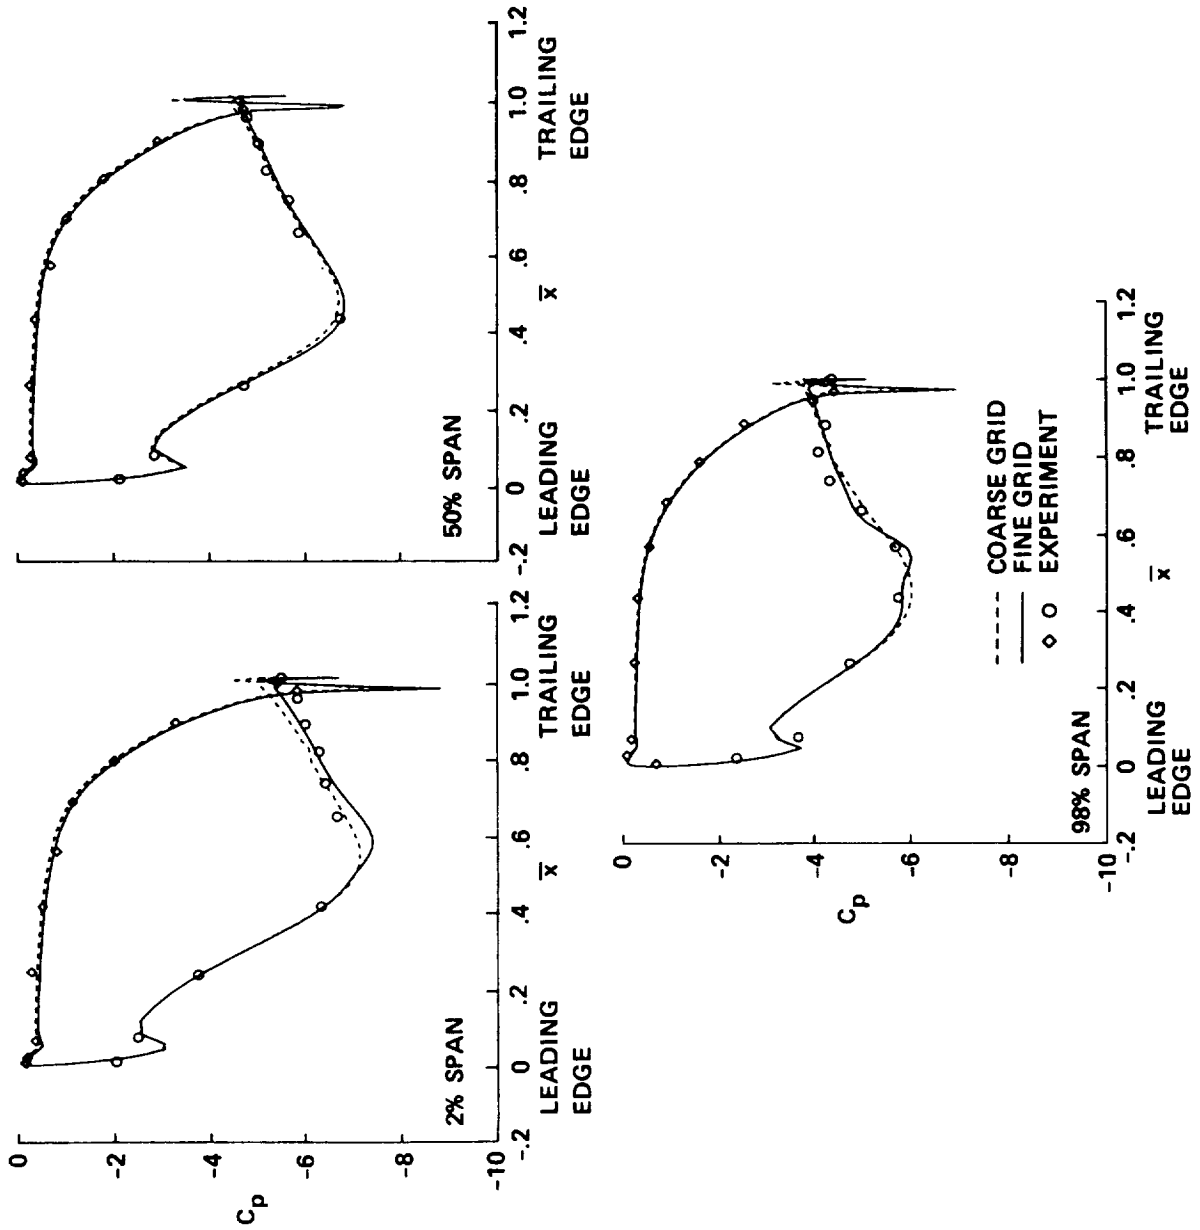 0
-2
-4
-6
-8
-10
Cp
2% SPAN
-.2 0 .2 .4 .6 .8 1.0 1.2
LEADING EDGE
x̅
TRAILING EDGE
50% SPAN
-.2 0 .2 .4 .6 .8 1.0 1.2
LEADING EDGE
x̅
TRAILING EDGE
0
-2
-4
-6
-8
-10
Cp
98% SPAN
COARSE GRID
FINE GRID
EXPERIMENT
-.2 0 .2 .4 .6 .8 1.0 1.2
LEADING EDGE
x̅
TRAILING EDGE